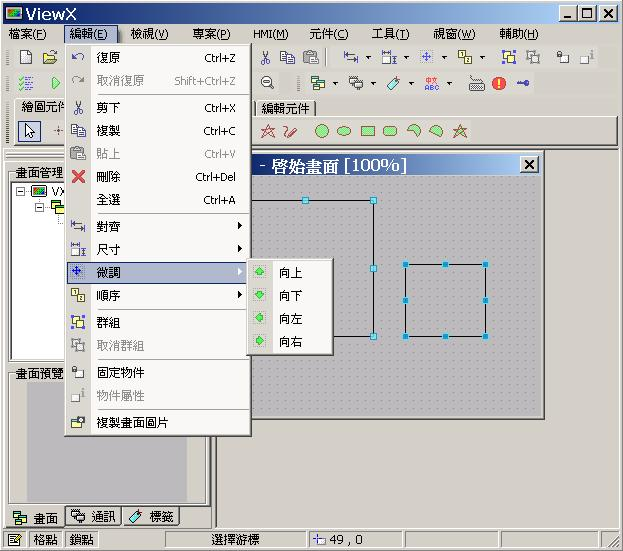 ViewX
檔案(F) 編輯(E) 檢視(V) 專案(P) HMI(M) 元件(C) 工具(T) 視窗(W) 輔助(H)
復原 Ctrl+Z
取消復原 Shift+Ctrl+Z
剪下 Ctrl+X
複製 Ctrl+C
貼上 Ctrl+V
刪除 Ctrl+Del
全選 Ctrl+A
對齊
尺寸
微調
順序
群組
取消群組
固定物件
物件屬性
複製畫面圖片
向上
向下
向左
向右
中文
ABC
繪圖元件
編輯元件
畫面管理
VX
- 啓始畫面 [100%]
畫面預覽
畫面 通訊 標籤
格點 鎖點 選擇游標 49 , 0